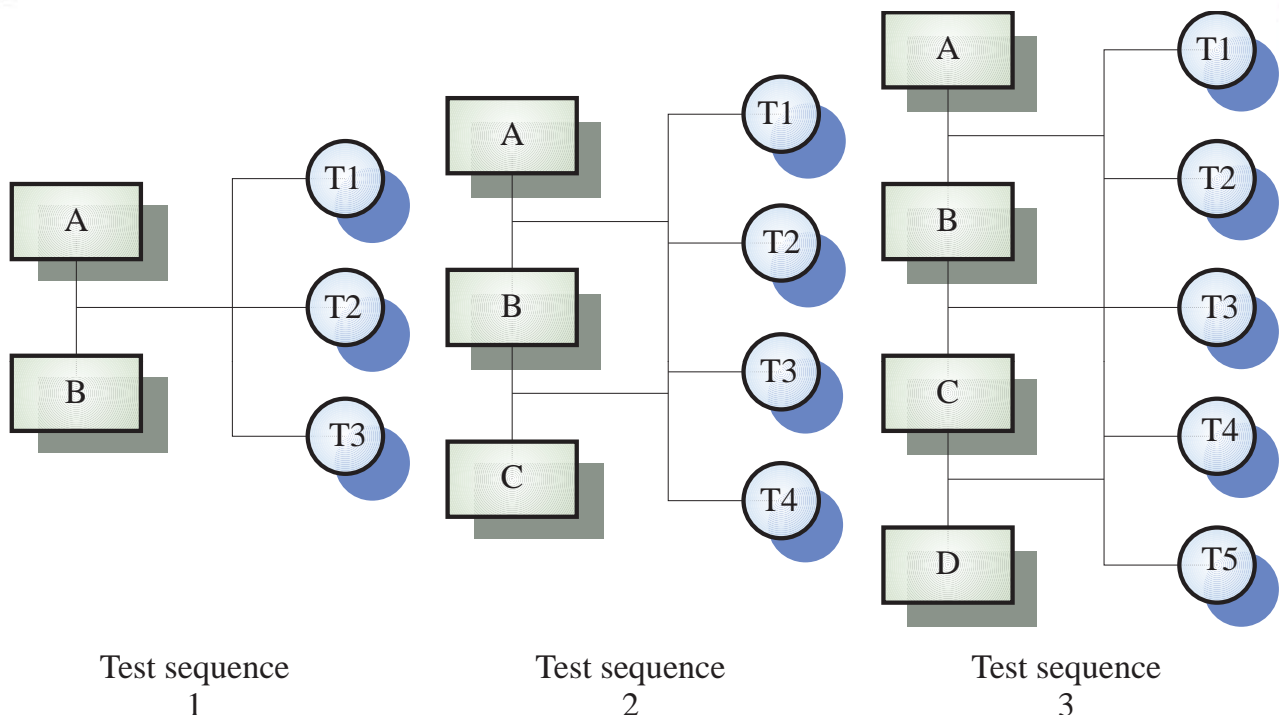 A
B
T1
T2
T3
Test sequence
1
A
B
C
T1
T2
T3
T4
Test sequence
2
A
B
C
D
T1
T2
T3
T4
T5
Test sequence
3